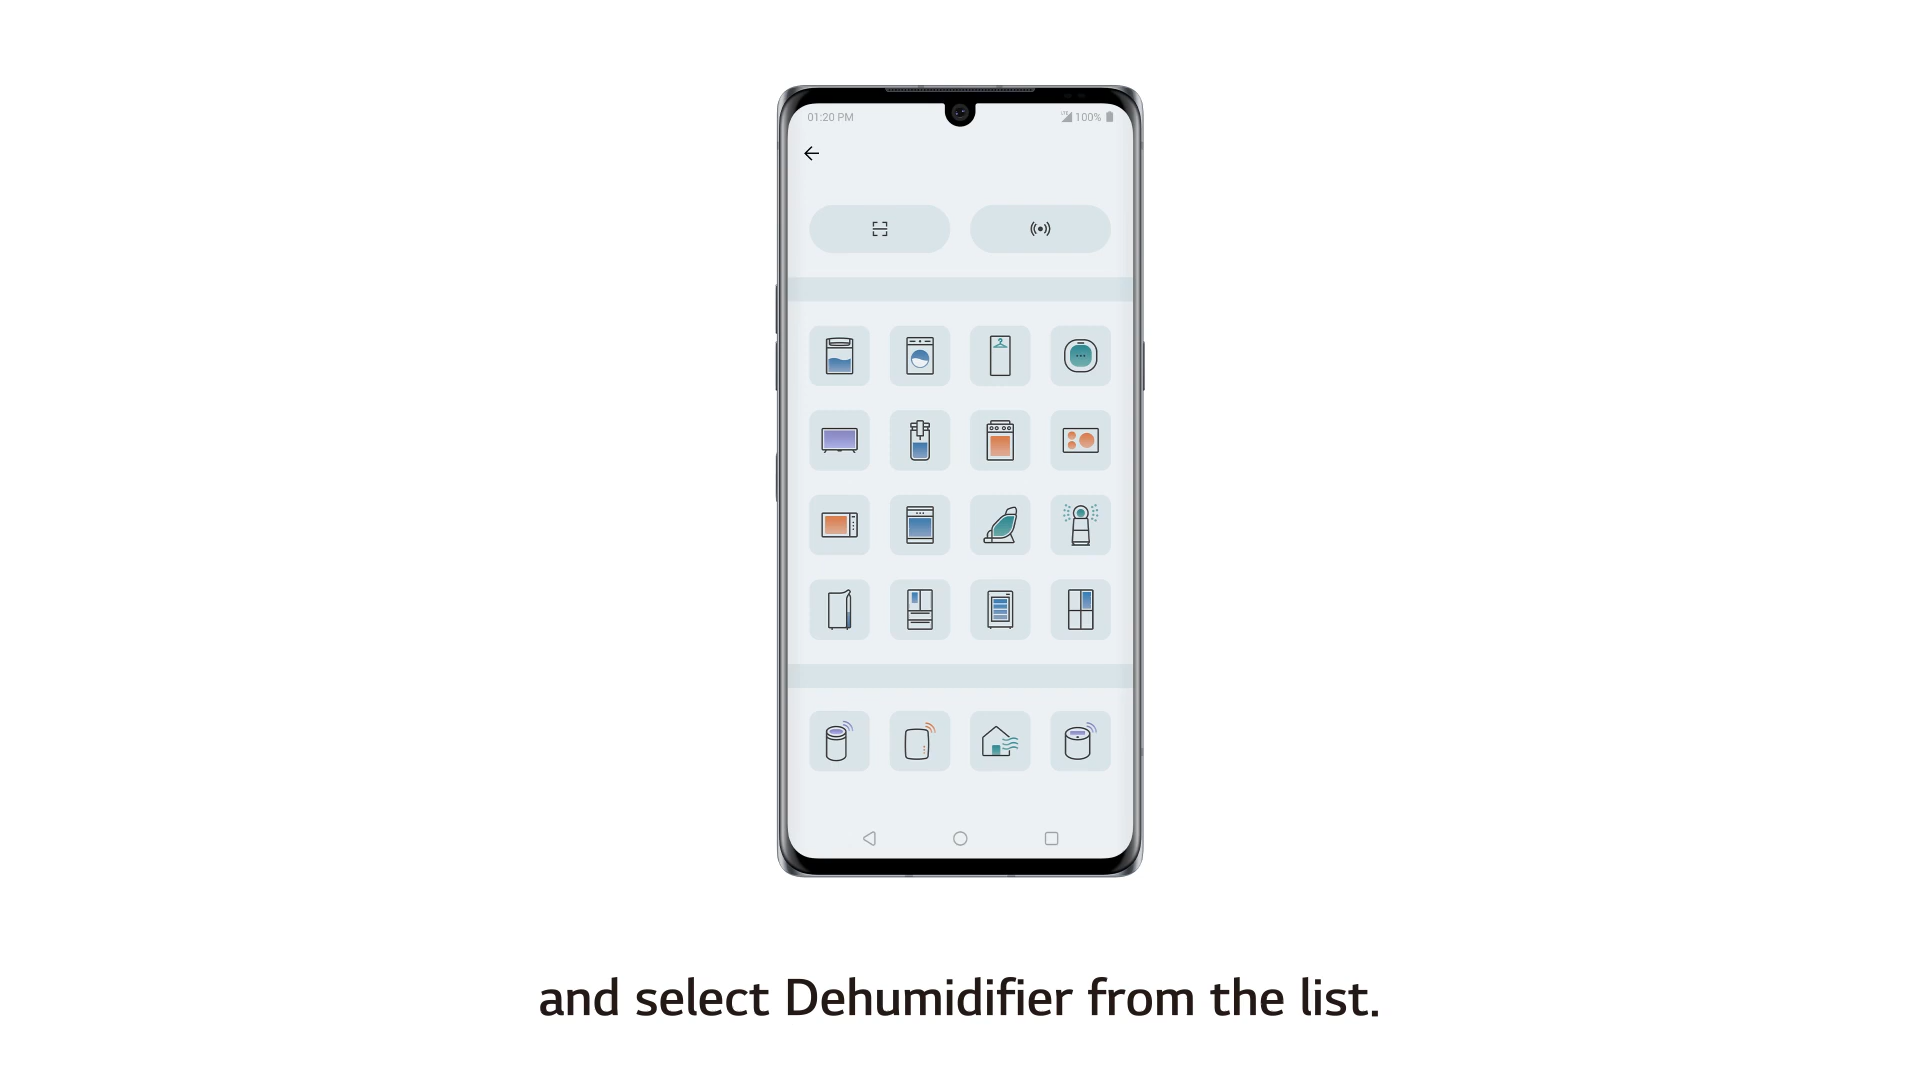 01:20 PM
100%
and select Dehumidifier from the list.